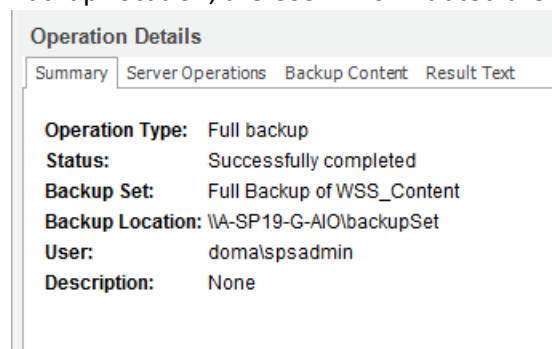 Operation Details
Summary Server Operations Backup Content Result Text
Operation Type: Full backup
Status: Successfully completed
Backup Set: Full Backup of WSS_Content
Backup Location: \\A-SP19-G-AIO\backupSet
User: doma\spsadmin
Description: None